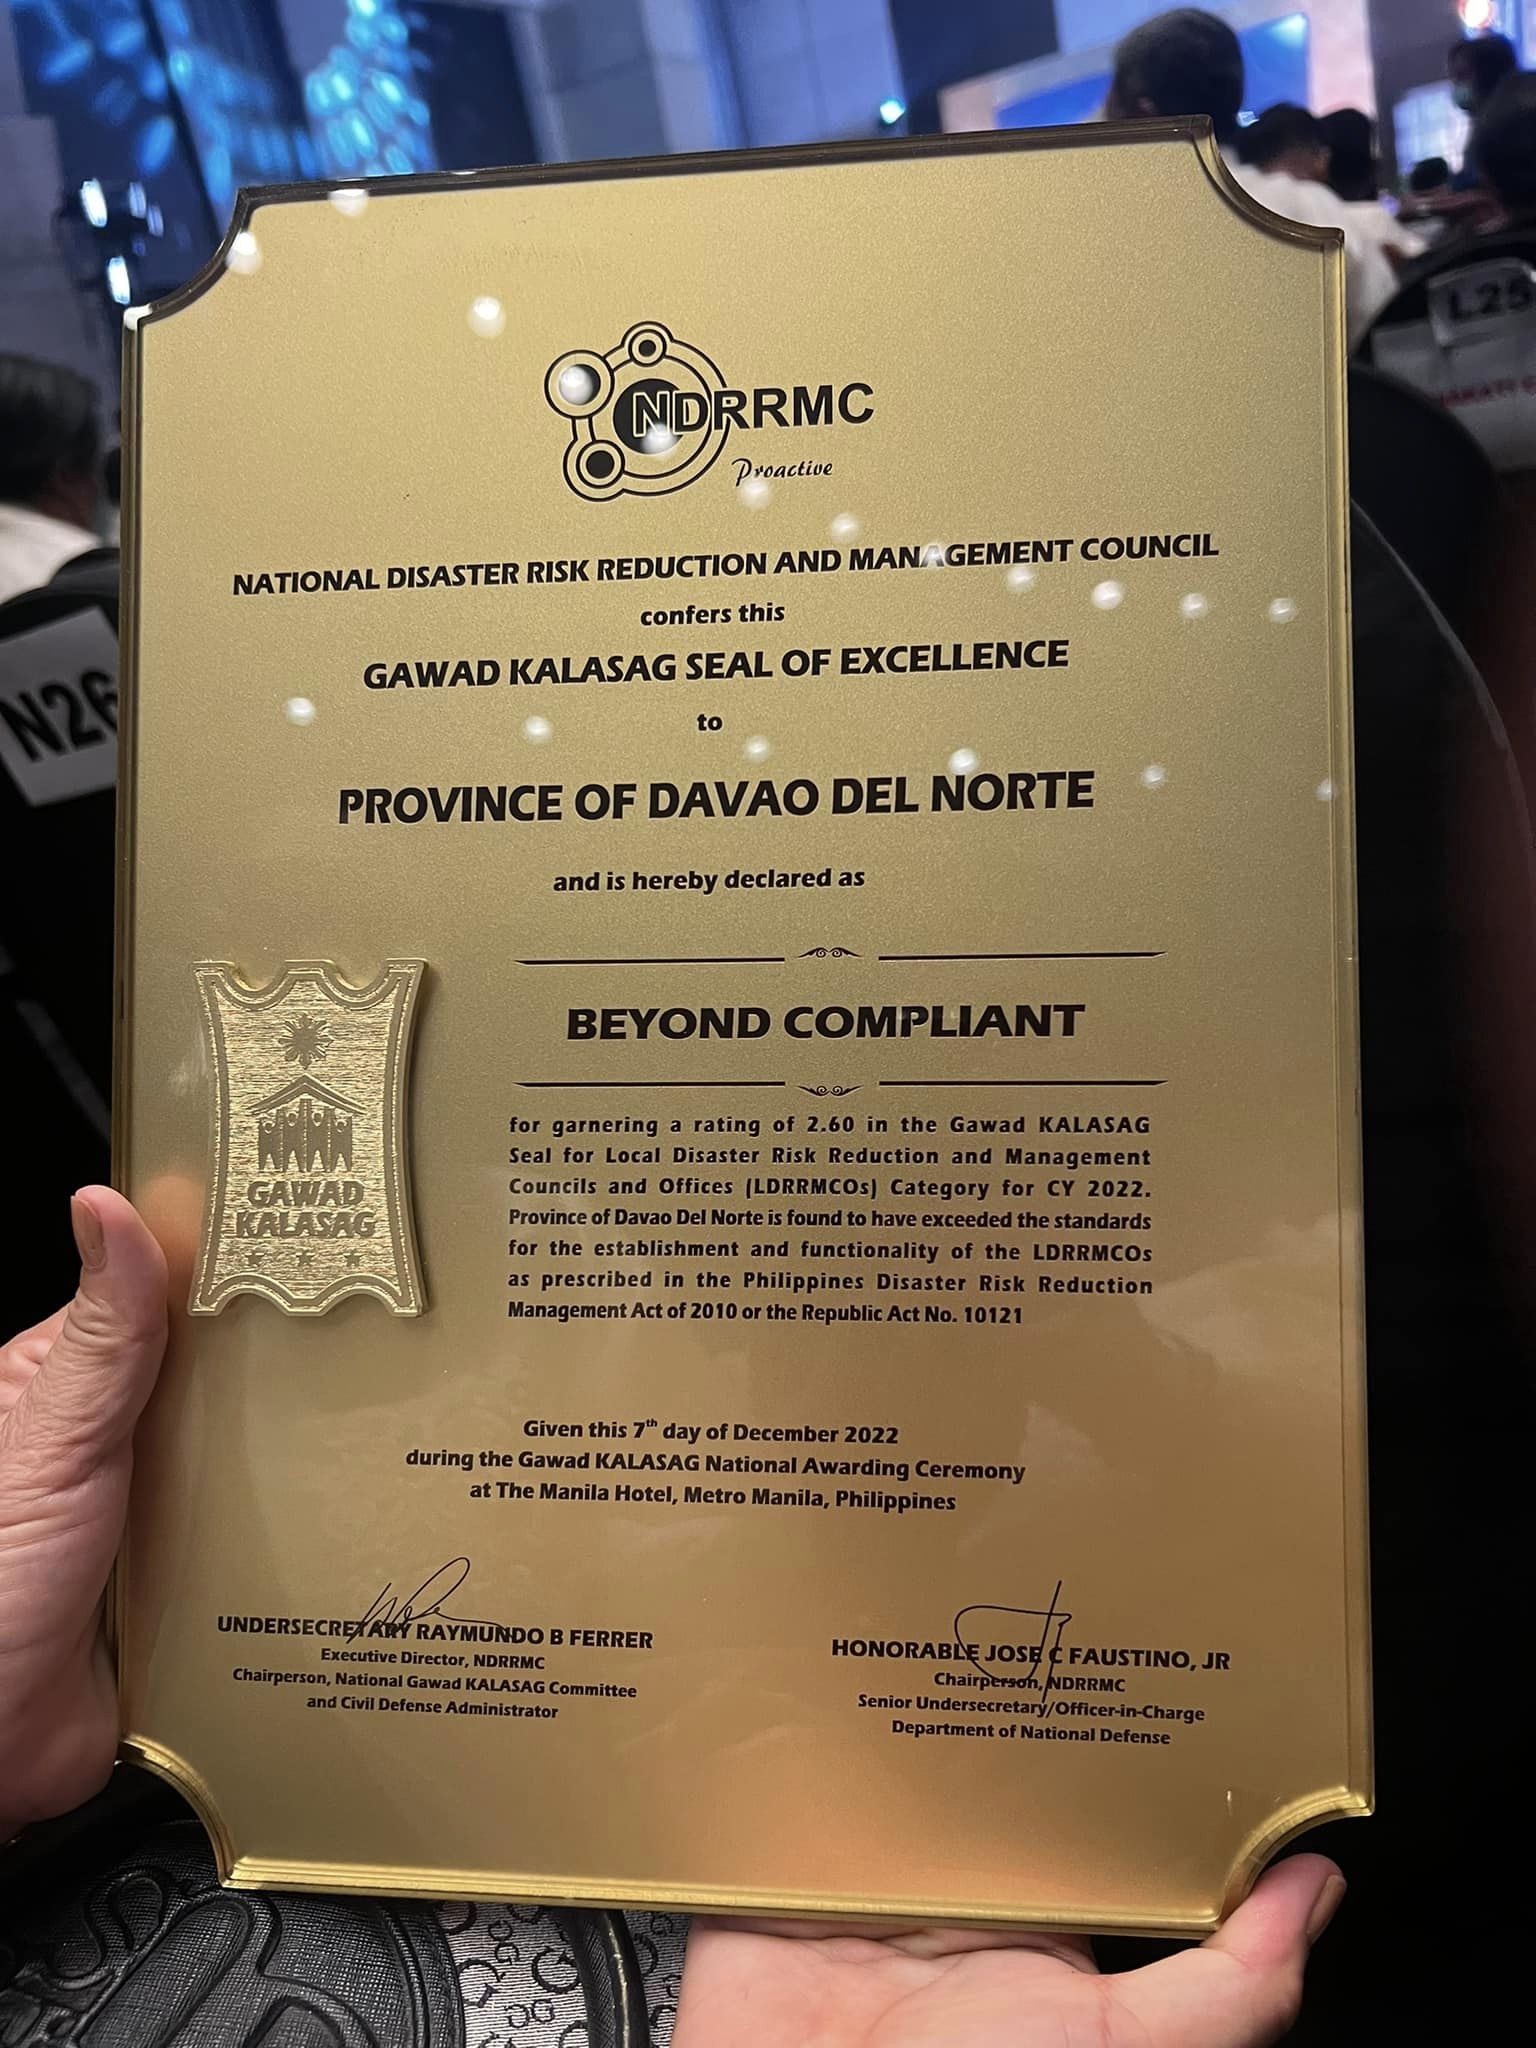 NDRRMC
Proactive
NATIONAL DISASTER RISK REDUCTION AND MANAGEMENT COUNCIL
confers this
GAWAD KALASAG SEAL OF EXCELLENCE
to
PROVINCE OF DAVAO DEL NORTE
and is hereby declared as
BEYOND COMPLIANT
for garnering a rating of 2.60 in the Gawad KALASAG
Seal for Local Disaster Risk Reduction and Management
Councils and Offices (LDRRMCOs) Category for CY 2022.
Province of Davao Del Norte is found to have exceeded the standards
for the establishment and functionality of the LDRRMCOs
as prescribed in the Philippines Disaster Risk Reduction
Management Act of 2010 or the Republic Act No. 10121
GAWAD
KALASAG
Given this 7th day of December 2022
during the Gawad KALASAG National Awarding Ceremony
at The Manila Hotel, Metro Manila, Philippines
UNDERSECRETARY RAYMUNDO B FERRER
Executive Director, NDRRMC
Chairperson, National Gawad KALASAG Committee
and Civil Defense Administrator
HONORABLE JOSE C FAUSTINO, JR
Chairperson, NDRRMC
Senior Undersecretary/Officer-in-Charge
Department of National Defense
N26
L25